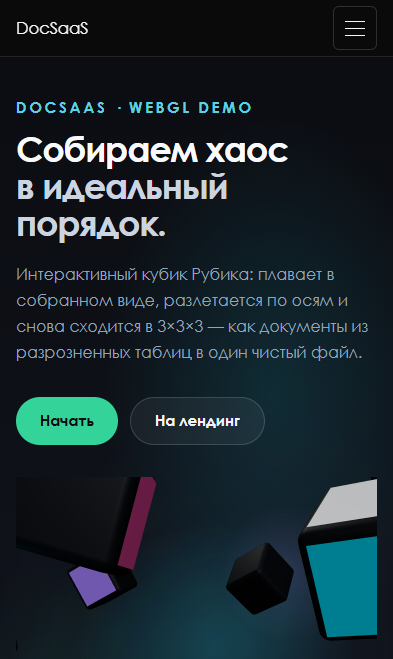 DocSaaS
DOCSAAS · WEBGL DEMO
Собираем хаос
в идеальный
порядок.
Интерактивный кубик Рубика: плавает в
собранном виде, разлетается по осям и
снова сходится в 3×3×3 — как документы из
разрозненных таблиц в один чистый файл.
Начать
На лендинг